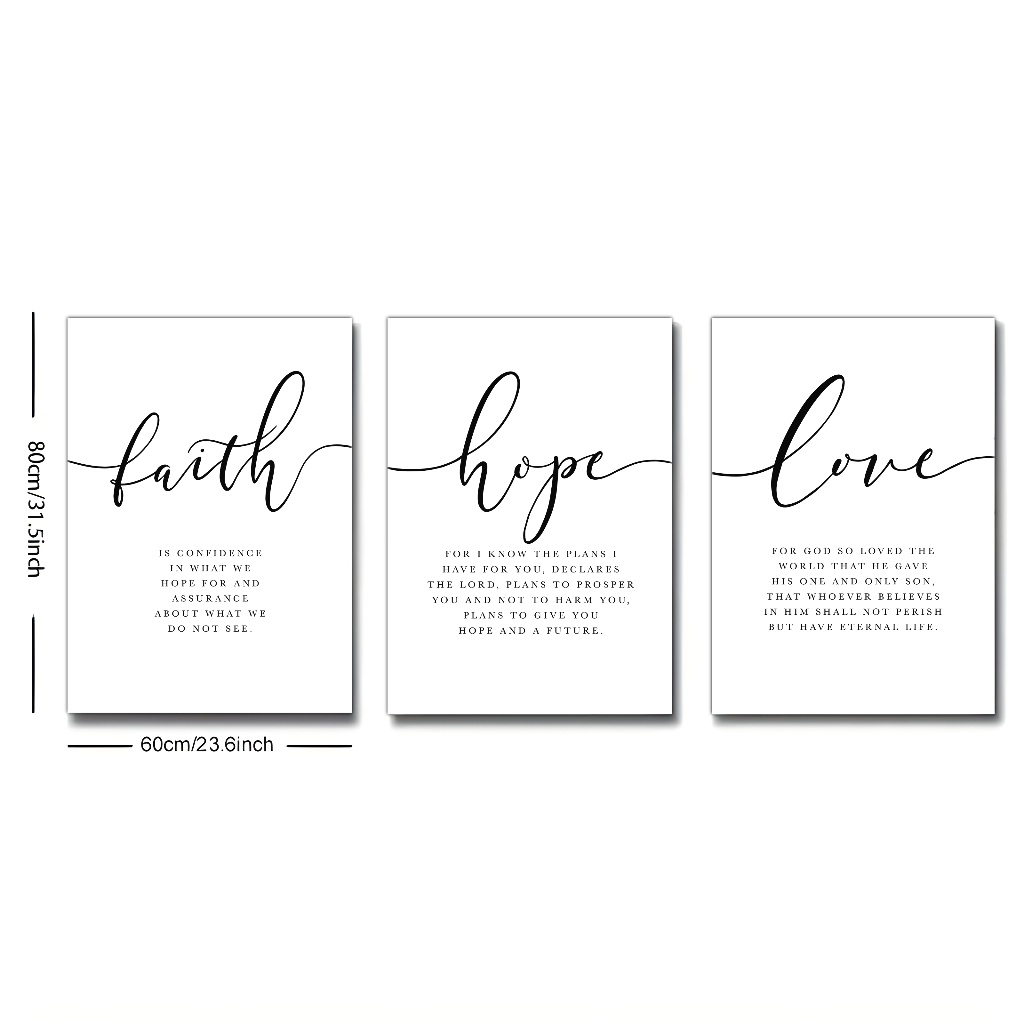 80cm/31.5inch
faith
IS CONFIDENCE
IN WHAT WE
HOPE FOR AND
ASSURANCE
ABOUT WHAT WE
DO NOT SEE.
60cm/23.6inch
hope
FOR I KNOW THE PLANS I
HAVE FOR YOU, DECLARES
THE LORD, PLANS TO PROSPER
YOU AND NOT TO HARM YOU,
PLANS TO GIVE YOU
HOPE AND A FUTURE.
love
FOR GOD SO LOVED THE
WORLD THAT HE GAVE
HIS ONE AND ONLY SON,
THAT WHOEVER BELIEVES
IN HIM SHALL NOT PERISH
BUT HAVE ETERNAL LIFE.